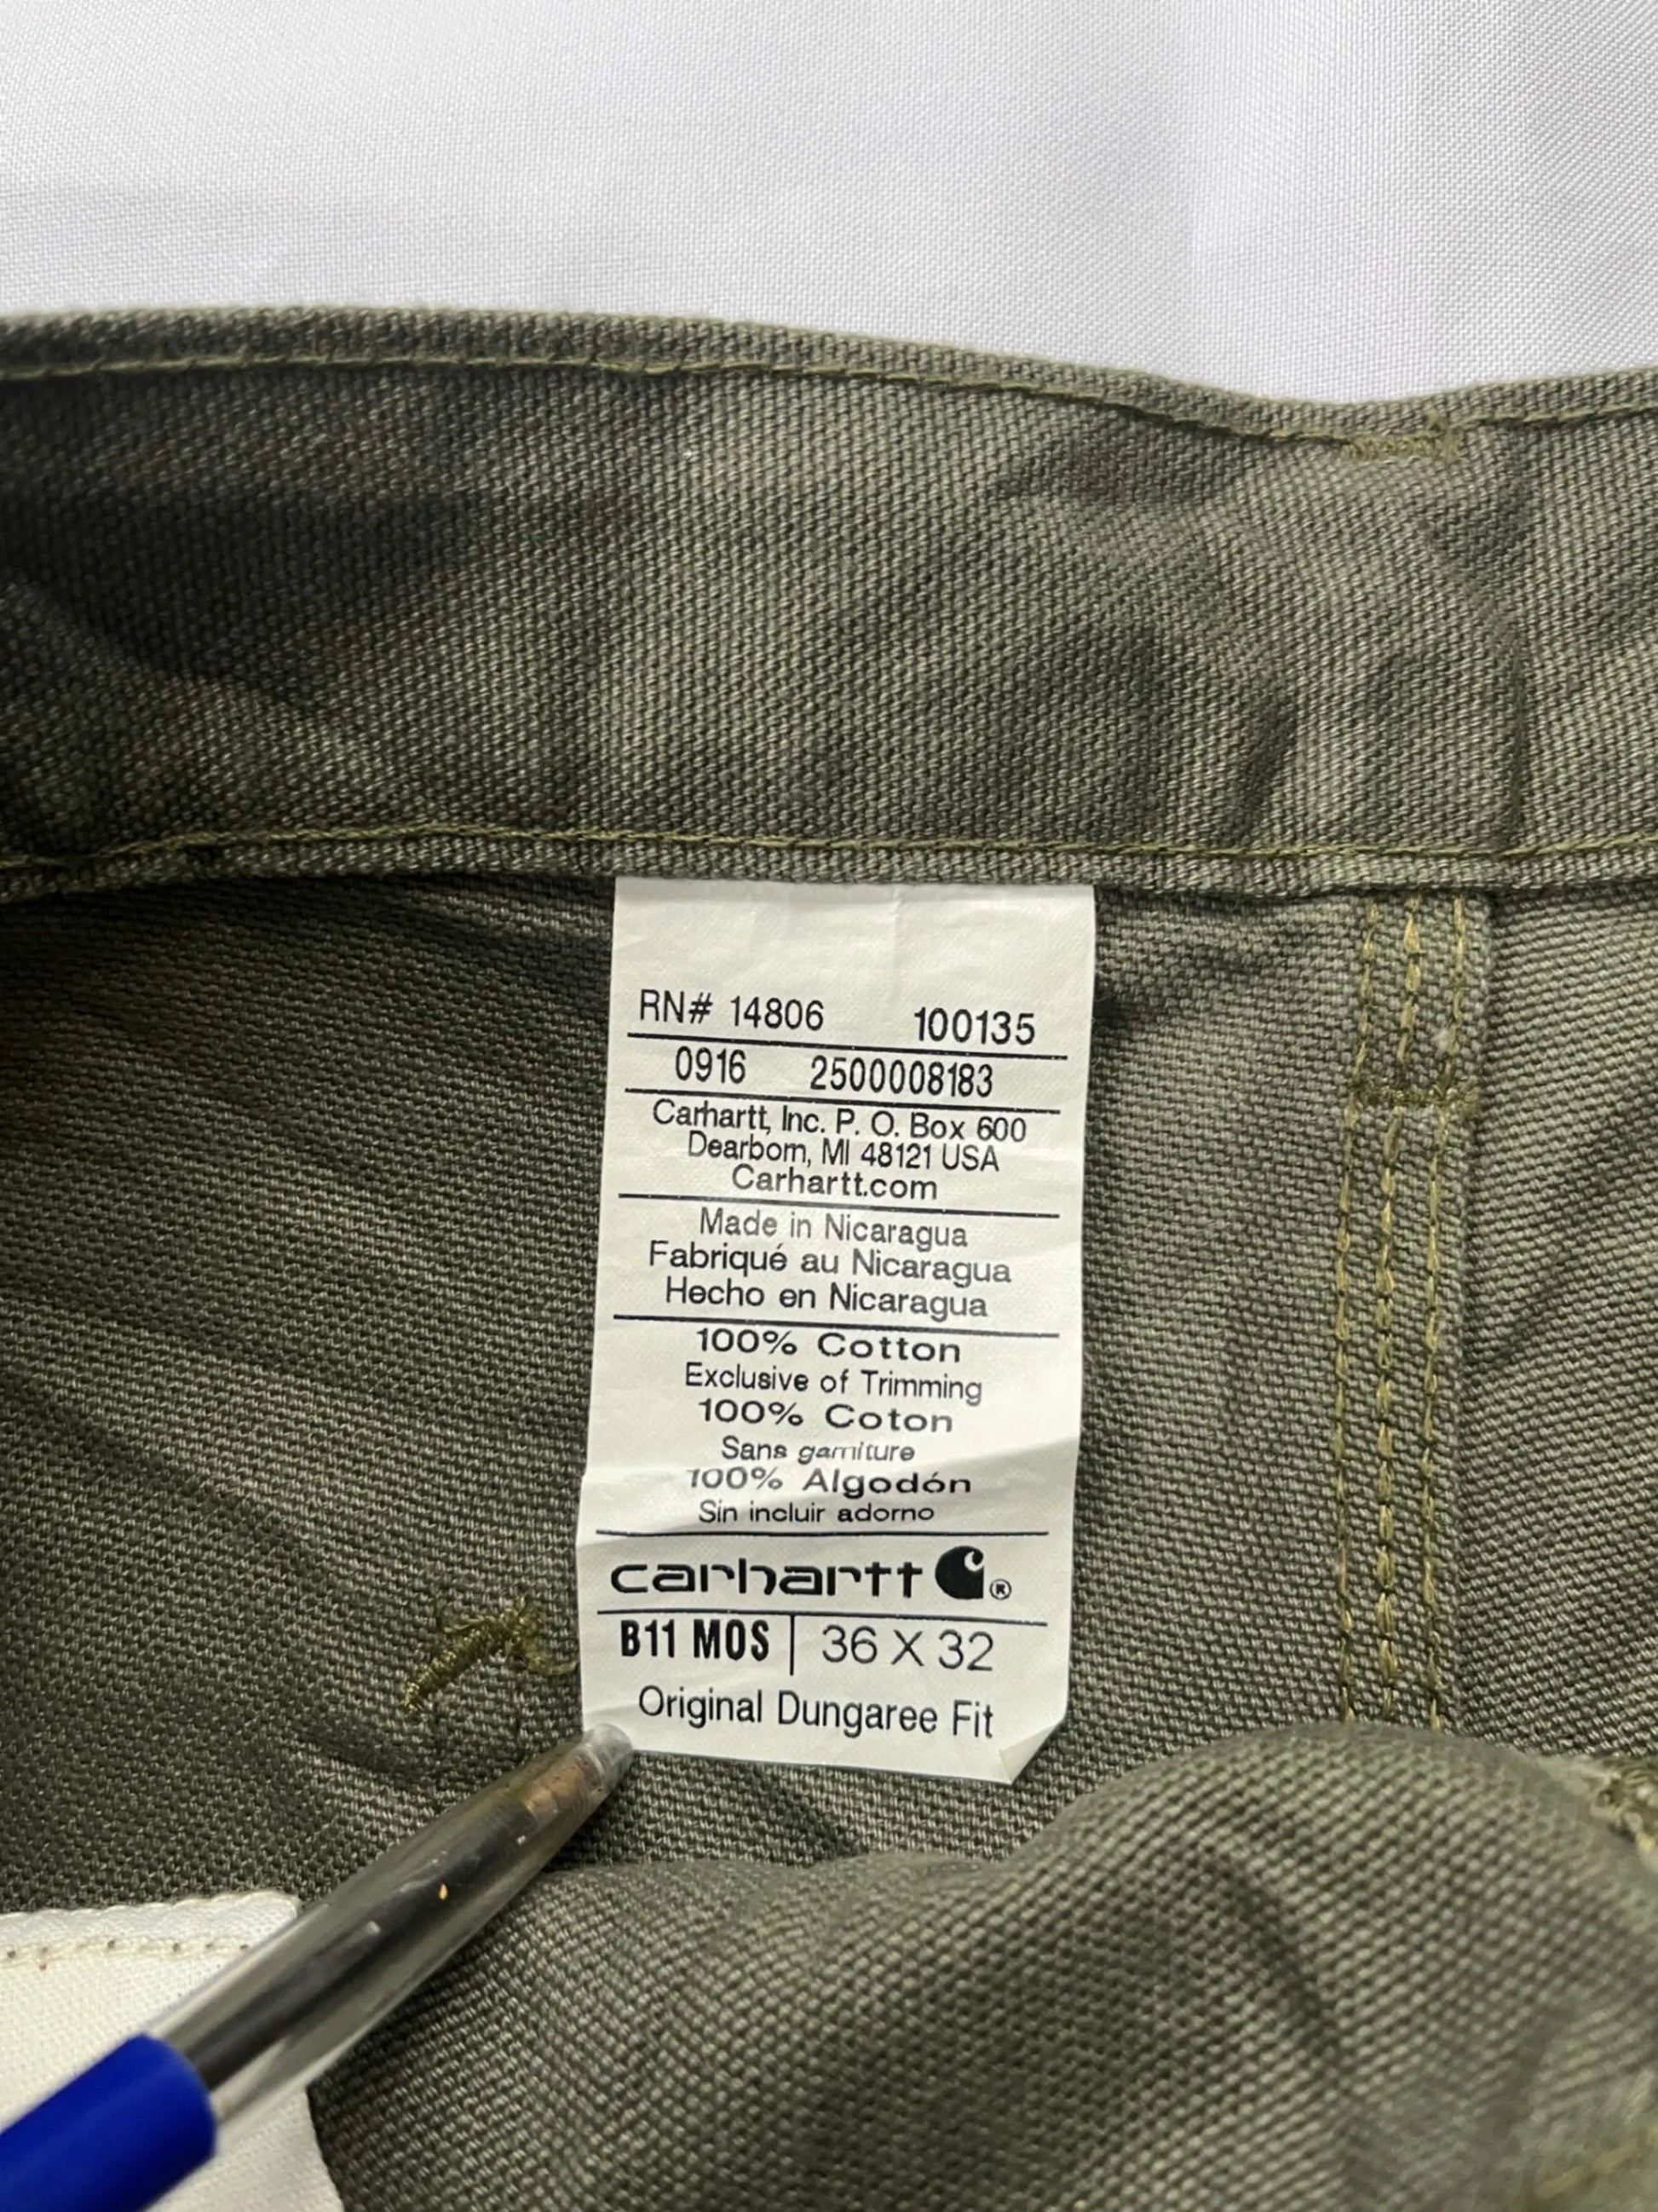 RN# 14806 100135
0916 2500008183
Carhartt, Inc. P. O. Box 600
Dearborn, MI 48121 USA
Carhartt.com
Made in Nicaragua
Fabriqué au Nicaragua
Hecho en Nicaragua
100% Cotton
Exclusive of Trimming
100% Coton
Sans garniture
100% Algodón
Sin incluir adorno
carhartt ®
B11 MOS | 36 X 32
Original Dungaree Fit